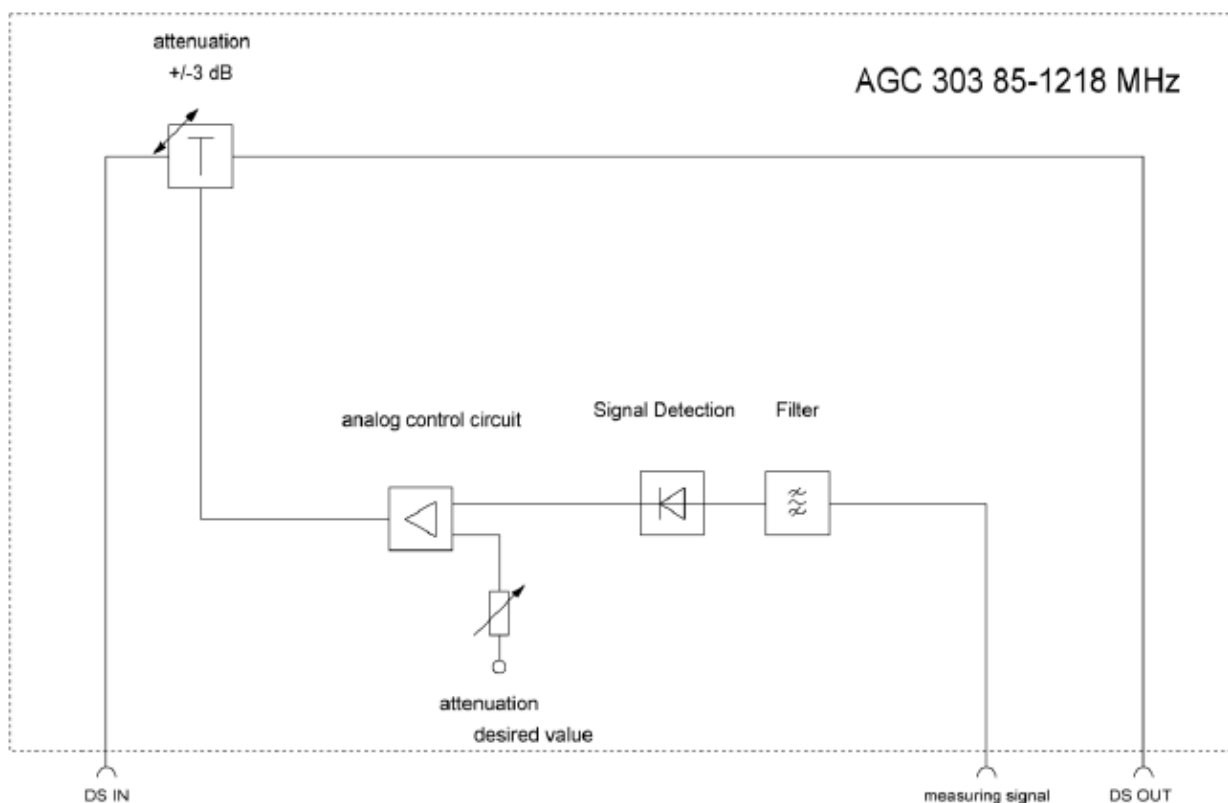 attenuation
+/-3 dB
AGC 303 85-1218 MHz
Signal Detection
Filter
analog control circuit
attenuation
desired value
DS IN
measuring signal
DS OUT